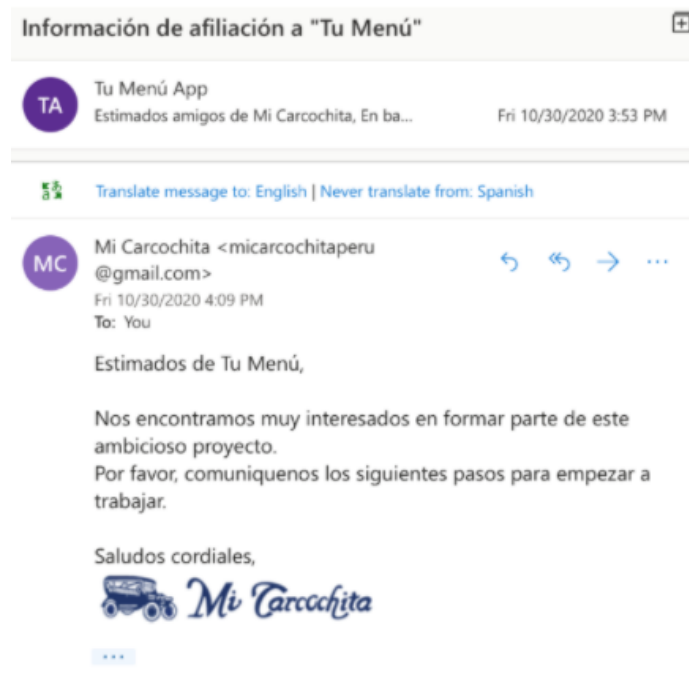 Información de afiliación a "Tu Menú"
TA
Tu Menú App
Estimados amigos de Mi Carcochita, En ba...
Fri 10/30/2020 3:53 PM
Translate message to: English | Never translate from: Spanish
MC
Mi Carcochita <micarcochitaperu
@gmail.com>
Fri 10/30/2020 4:09 PM
To: You
Estimados de Tu Menú,
Nos encontramos muy interesados en formar parte de este
ambicioso proyecto.
Por favor, comuniquenos los siguientes pasos para empezar a
trabajar.
Saludos cordiales,
Mi Carcochita
...